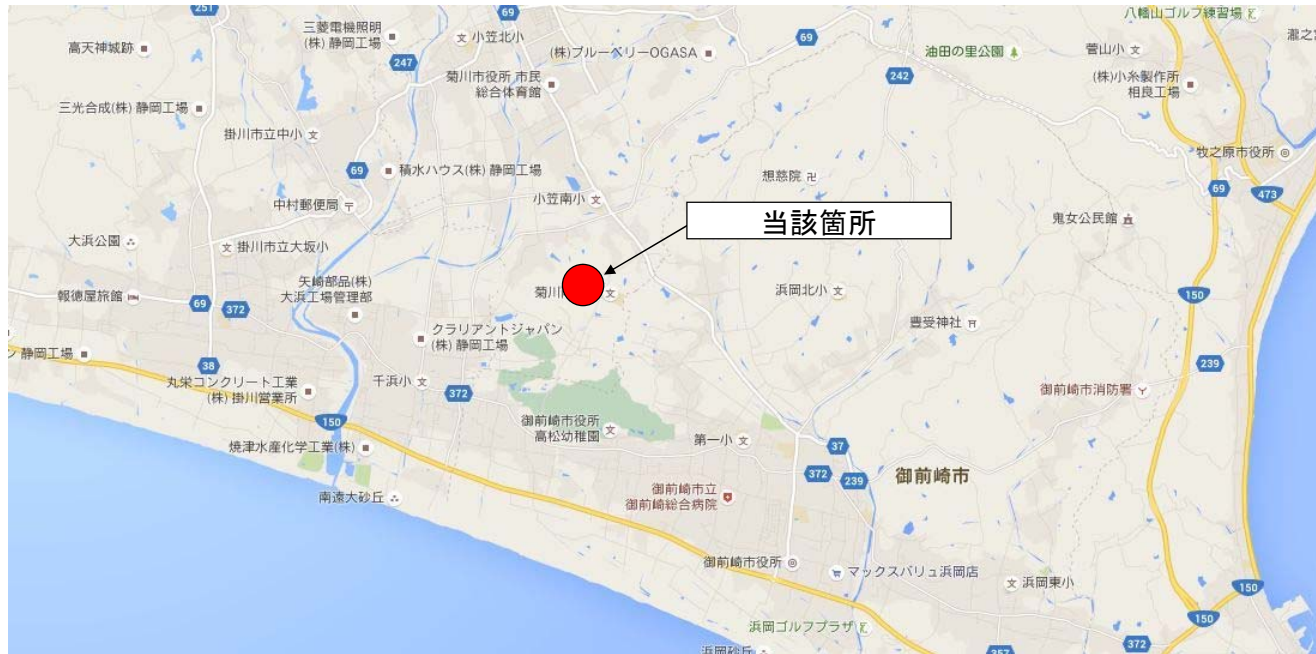 251
三菱電機照明
(株) 静岡工場
高天神城跡
小笠北小
247
(株)ブルーベリーOGASA
69
油田の里公園
八幡山ゴルフ練習場
菅山小
瀧之
菊川市役所 市民
総合体育館
242
(株)小糸製作所
相良工場
三光合成(株) 静岡工場
掛川市立中小
牧之原市役所
69
積水ハウス(株) 静岡工場
想慈院
69
473
中村郵便局
小笠南小
当該箇所
鬼女公民館
大浜公園
掛川市立大坂小
矢崎部品(株)
大浜工場管理部
菊川
浜岡北小
150
報徳屋旅館
69
372
豊受神社
クラリアントジャパン
(株) 静岡工場
ン 静岡工場
38
239
丸栄コンクリート工業
(株) 掛川営業所
千浜小
372
御前崎市消防署
150
御前崎市役所
高松幼稚園
第一小
37
焼津水産化学工業(株)
372
239
御前崎市
南遠大砂丘
御前崎市立
御前崎総合病院
御前崎市役所
マックスバリュ浜岡店
浜岡東小
150
150
浜岡ゴルフプラザ
372
357
浜岡砂丘